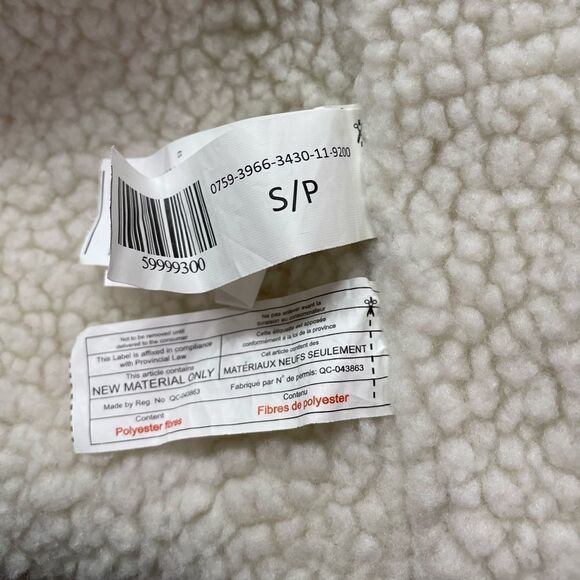 0759-3966-3430-11-9200
S/P
59999300
Not to be removed until
delivered to the consumer
This Label is affixed in compliance
with Provincial Law
This article contains
NEW MATERIAL ONLY
Made by Reg. No QC-043863
Content
Polyester fibres
Ne pas enlever avant la
livraison au consommateur
Cette étiquette est apposée
conformément à la loi de la province
Cet article content des
MATÉRIAUX NEUFS SEULEMENT
Fabriqué par N° de permis: QC-043863
Contenu
Fibres de polyester